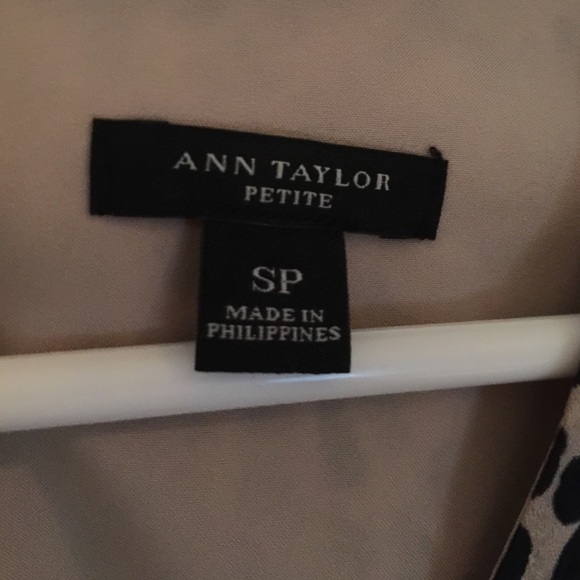 ANN TAYLOR
PETITE
SP
MADE IN
PHILIPPINES